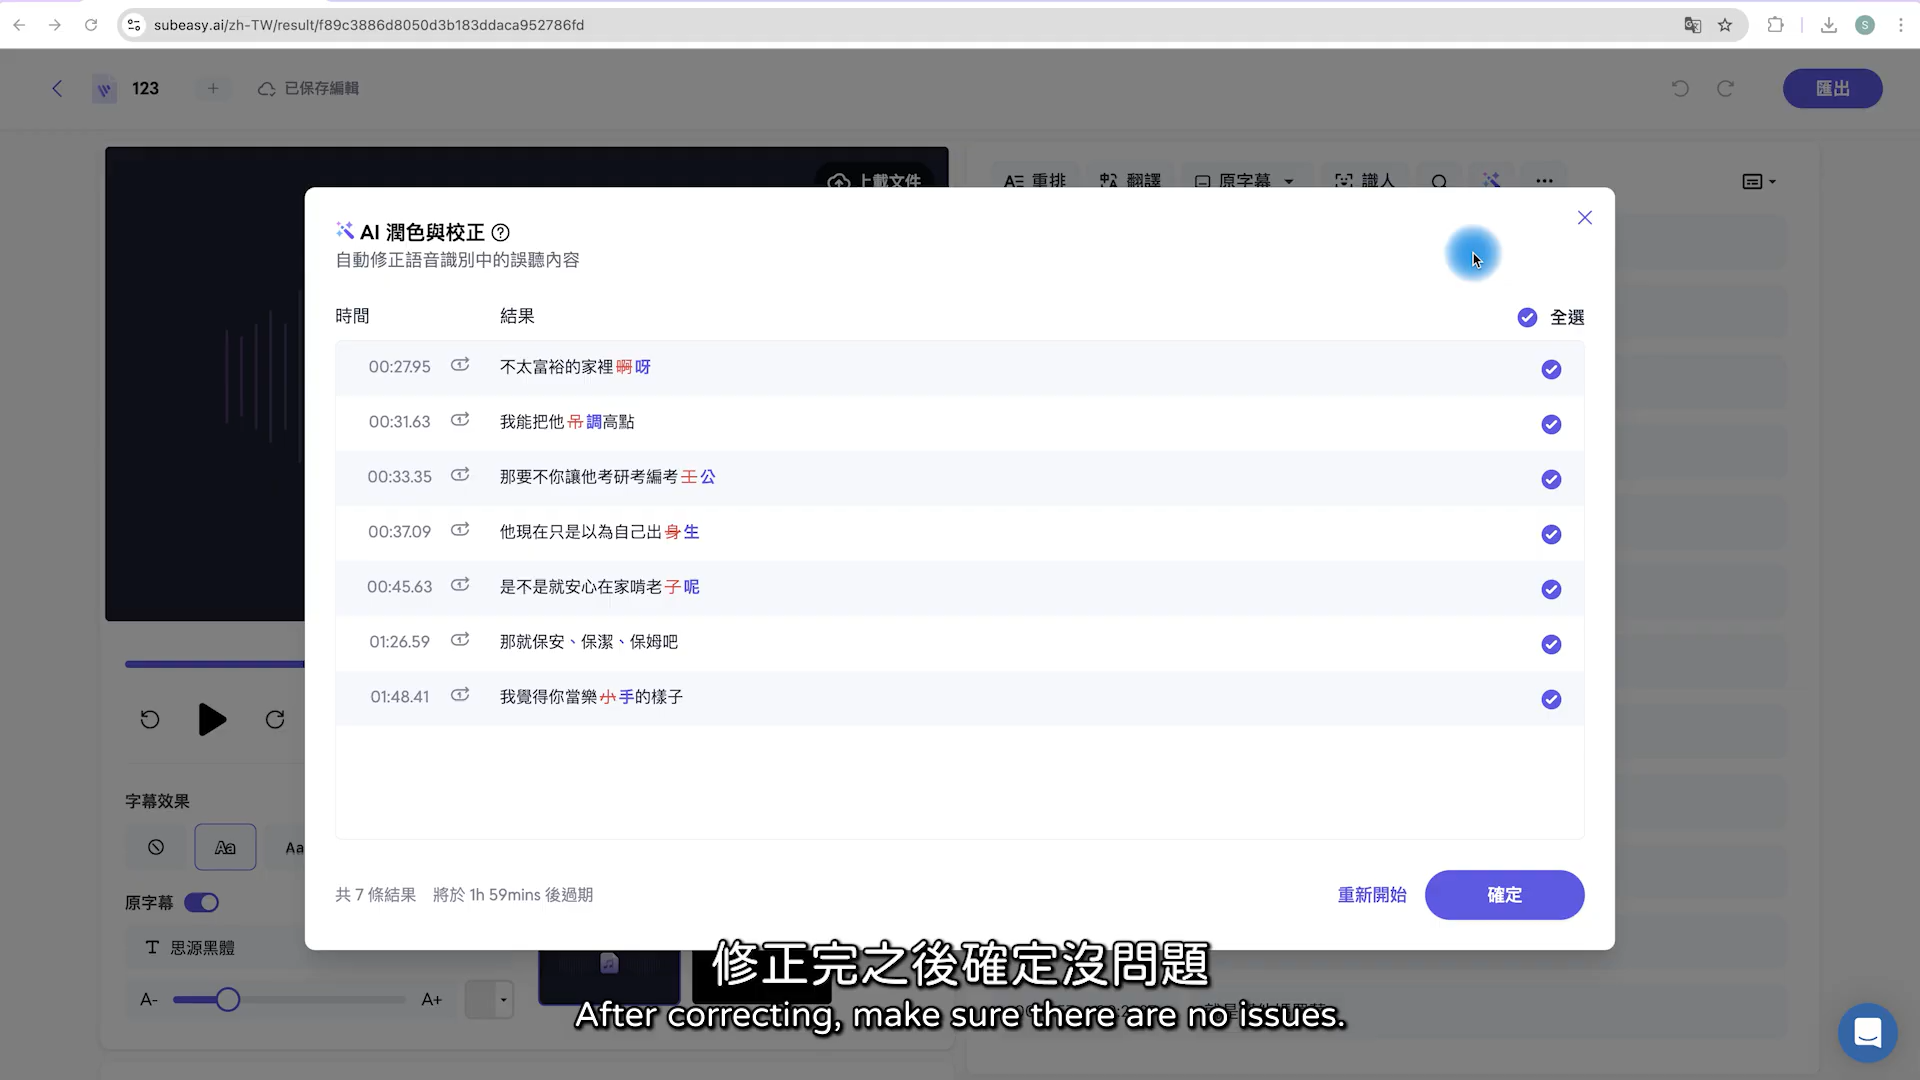 subeasy.ai/zh-TW/result/f89c3886d8050d3b183ddaca952786fd
S
123
已保存編輯
匯出
上載文件
重排
翻譯
原字幕
識人
AI 潤色與校正
自動修正語音識別中的誤聽內容
時間
結果
全選
00:27.95 不太富裕的家裡啊呀
00:31.63 我能把他吊調高點
00:33.35 那要不你讓他考研考編考王公
00:37.09 他現在只是以為自己出身生
00:45.63 是不是就安心在家啃老子呢
01:26.59 那就保安、保潔、保姆吧
01:48.41 我覺得你當樂小手的樣子
共 7 條結果 將於 1h 59mins 後過期
重新開始
確定
字幕效果
Aa
Aa
原字幕
T 思源黑體
A-
A+
修正完之後確定沒問題
After correcting, make sure there are no issues.